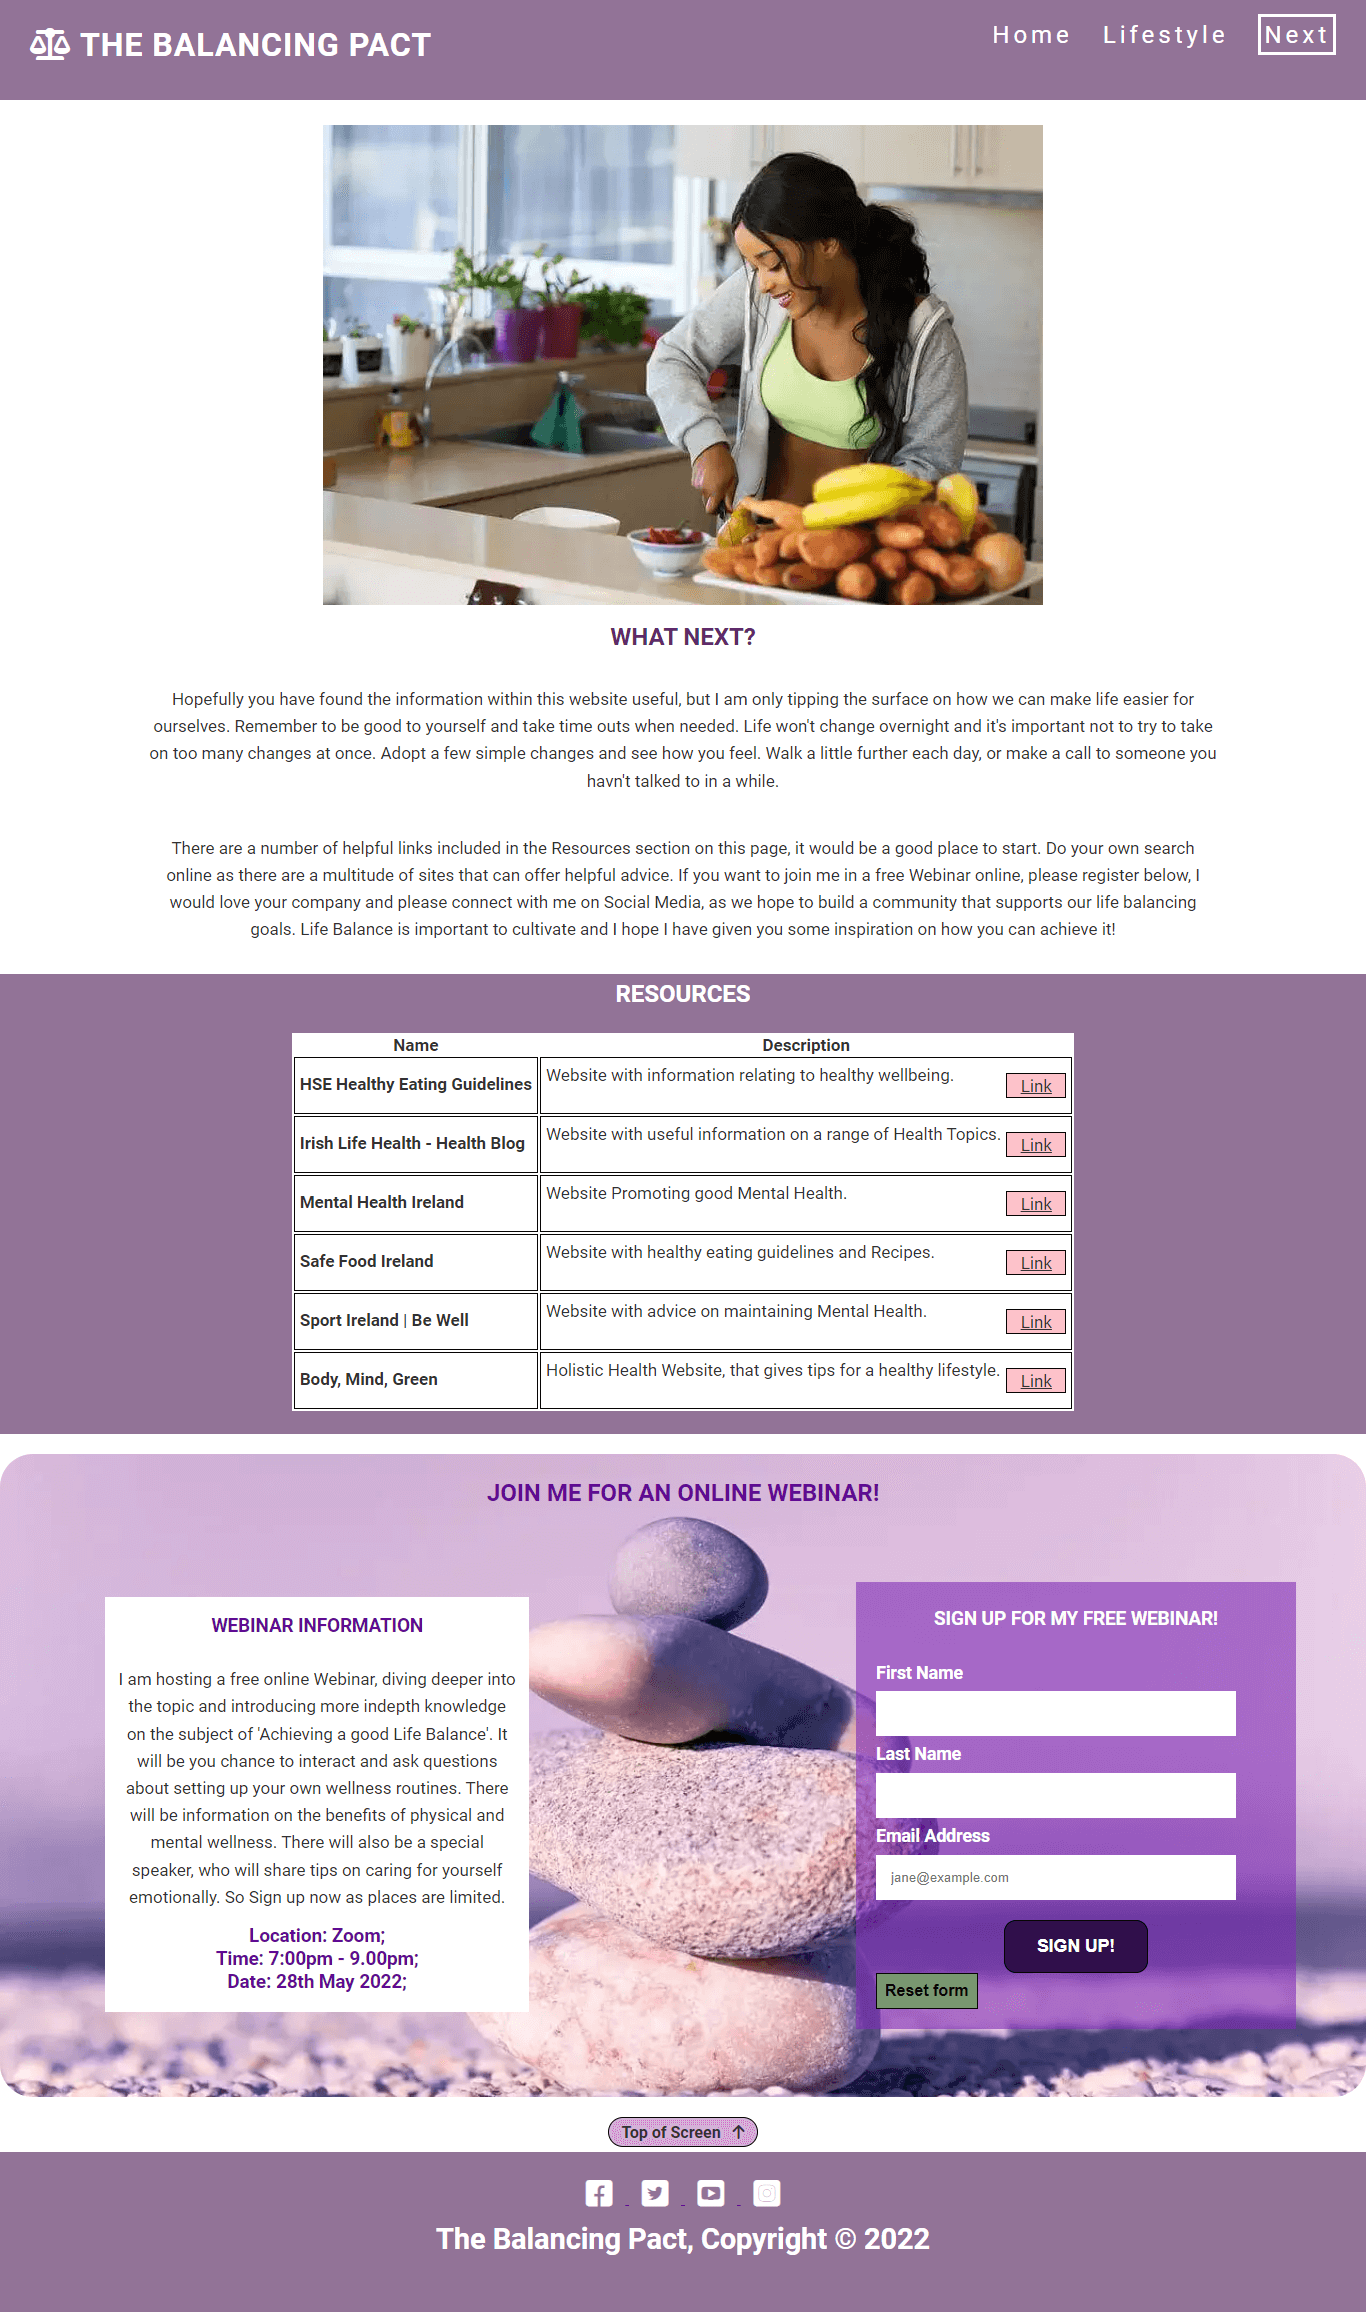 THE BALANCING PACT
Home Lifestyle Next
WHAT NEXT?
Hopefully you have found the information within this website useful, but I am only tipping the surface on how we can make life easier for
ourselves. Remember to be good to yourself and take time outs when needed. Life won't change overnight and it's important not to try to take
on too many changes at once. Adopt a few simple changes and see how you feel. Walk a little further each day, or make a call to someone you
havn't talked to in a while.
There are a number of helpful links included in the Resources section on this page, it would be a good place to start. Do your own search
online as there are a multitude of sites that can offer helpful advice. If you want to join me in a free Webinar online, please register below, I
would love your company and please connect with me on Social Media, as we hope to build a community that supports our life balancing
goals. Life Balance is important to cultivate and I hope I have given you some inspiration on how you can achieve it!
RESOURCES
Name Description
HSE Healthy Eating Guidelines Website with information relating to healthy wellbeing. Link
Irish Life Health - Health Blog Website with useful information on a range of Health Topics. Link
Mental Health Ireland Website Promoting good Mental Health. Link
Safe Food Ireland Website with healthy eating guidelines and Recipes. Link
Sport Ireland | Be Well Website with advice on maintaining Mental Health. Link
Body, Mind, Green Holistic Health Website, that gives tips for a healthy lifestyle. Link
JOIN ME FOR AN ONLINE WEBINAR!
WEBINAR INFORMATION
I am hosting a free online Webinar, diving deeper into
the topic and introducing more indepth knowledge
on the subject of 'Achieving a good Life Balance'. It
will be you chance to interact and ask questions
about setting up your own wellness routines. There
will be information on the benefits of physical and
mental wellness. There will also be a special
speaker, who will share tips on caring for yourself
emotionally. So Sign up now as places are limited.
Location: Zoom;
Time: 7:00pm - 9.00pm;
Date: 28th May 2022;
SIGN UP FOR MY FREE WEBINAR!
First Name
Last Name
Email Address
jane@example.com
SIGN UP!
Reset form
Top of Screen ↑
The Balancing Pact, Copyright © 2022